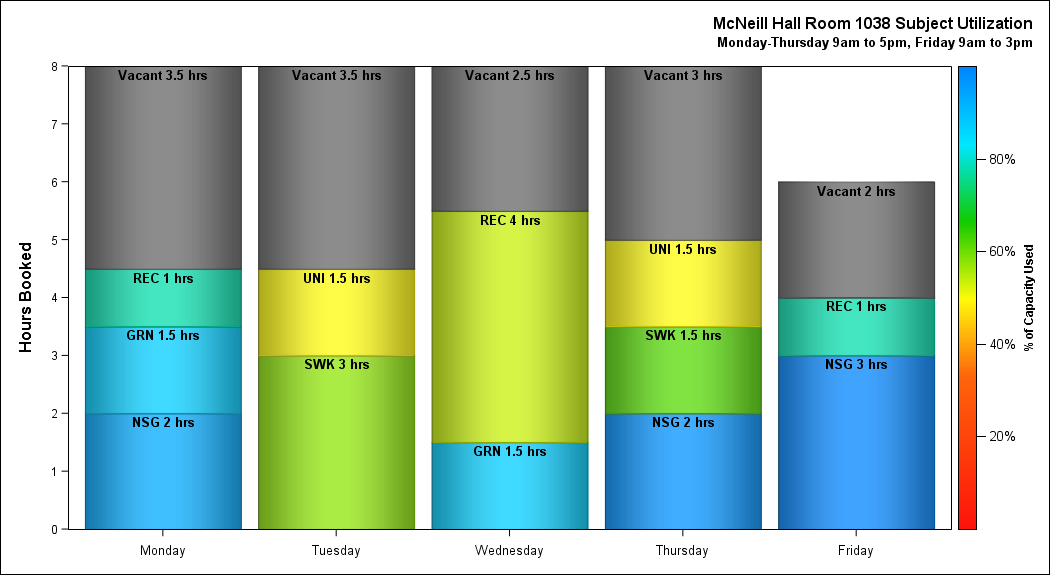 McNeill Hall Room 1038 Subject Utilization
Monday-Thursday 9am to 5pm, Friday 9am to 3pm
Hours Booked
8
7
6
5
4
3
2
1
0
Vacant 3.5 hrs
REC 1 hrs
GRN 1.5 hrs
NSG 2 hrs
Monday
Vacant 3.5 hrs
UNI 1.5 hrs
SWK 3 hrs
Tuesday
Vacant 2.5 hrs
REC 4 hrs
GRN 1.5 hrs
Wednesday
Vacant 3 hrs
UNI 1.5 hrs
SWK 1.5 hrs
NSG 2 hrs
Thursday
Vacant 2 hrs
REC 1 hrs
NSG 3 hrs
Friday
80%
60%
40%
20%
% of Capacity Used